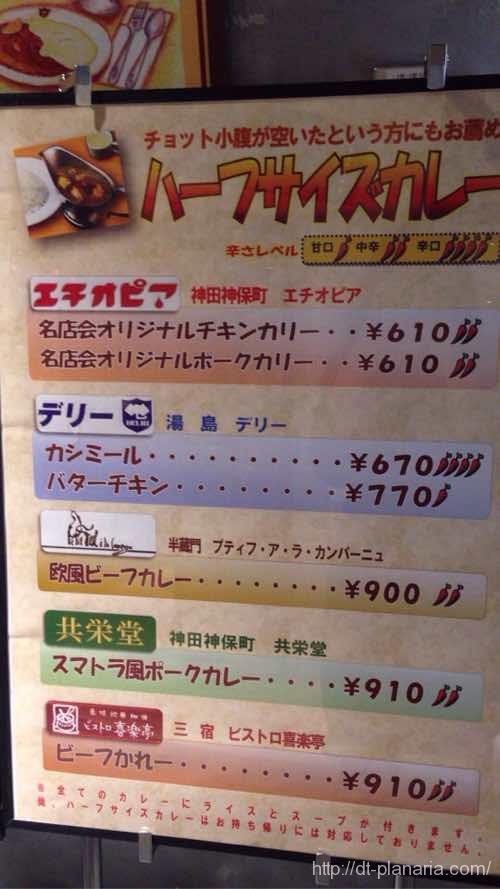 チョット小腹が空いたという方にもお薦め
ハーフサイズカレー
辛さレベル 甘口 中辛 辛口
エチオピア 神田神保町 エチオピア
名店会オリジナルチキンカリー・・¥610
名店会オリジナルポークカリー・・¥610
デリー DELHI 湯島 デリー
カシミール・・・・・・・・・・¥670
バターチキン・・・・・・・・¥770
半蔵門 プティフ・ア・ラ・カンパーニュ
欧風ビーフカレー・・・・・・・・¥900
共栄堂 神田神保町 共栄堂
スマトラ風ポークカレー・・・・¥910
ビストロ喜楽亭 三宿 ビストロ喜楽亭
ビーフかれー・・・・・・・・・¥910
※全てのカレーにライスとスープが付きます。
尚、ハーフサイズカレーはお持ち帰りには対応しておりません。
http://dt-planaria.com/